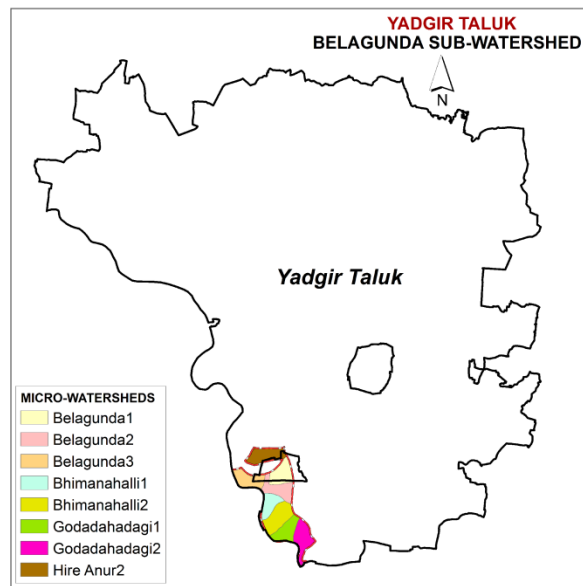 YADGIR TALUK
BELAGUNDA SUB-WATERSHED
N
Yadgir Taluk
MICRO-WATERSHEDS
Belagunda1
Belagunda2
Belagunda3
Bhimanahalli1
Bhimanahalli2
Godadahadagi1
Godadahadagi2
Hire Anur2